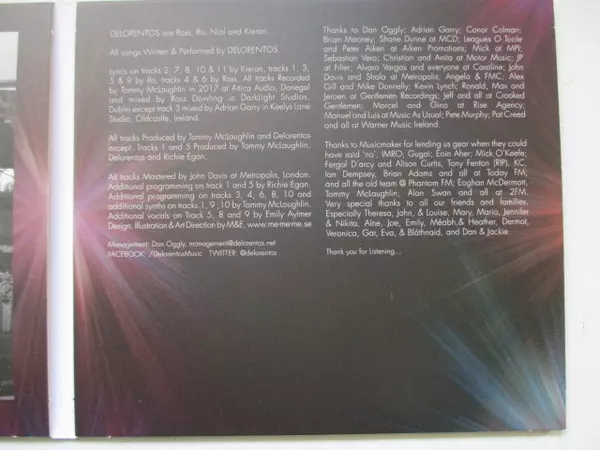 DELORENTOS are Ross, Ro, Níal and Kieran.
All songs Written & Performed by DELORENTOS.
Lyrics on tracks 2, 7, 8, 10 & 11 by Kieran, tracks 1, 3,
5 & 9 by Ro, tracks 4 & 6 by Ross. All tracks Recorded
by Tommy McLaughlin in 2017 at Attica Audio, Donegal
and mixed by Ross Dowling in Darklight Studios,
Dublin except track 3 mixed by Adrian Garry in Keelys Lane
Studio, Oldcastle, Ireland.
All tracks Produced by Tommy McLaughlin and Delorentos
except: Tracks 1 and 5 Produced by Tommy McLaughlin,
Delorentos and Richie Egan.
All tracks Mastered by John Davis at Metropolis, London.
Additional programming on track 1 and 5 by Richie Egan.
Additional programming on tracks 3, 4, 6, 8, 10 and
additional synths on tracks 1, 9 ,10 by Tommy McLaughlin.
Additional vocals on Track 5, 8 and 9 by Emily Aylmer
Design, Illustration & Art Direction by M&E, www.me-me-me.se
Management: Dan Oggly, management@delorentos.net
FACEBOOK: /DelorentosMusic TWITTER: @delorentos
Thanks to Dan Oggly; Adrian Garry; Conor Colmain;
Brian Mooney; Shane Dunne at MCD; Leagues O Toole
and Peter Aiken at Aiken Promotions; Mick at MPI;
Sebastian Vera; Christian and Anita at Motor Music; JP
at Filter; Alvaro Vargas and everyone at Caroline; John
Davis and Shola at Metropolis; Angelo & FMC; Alex
Gill and Mike Donnelly; Kevin Lynch; Ronald, Max and
Jeroen at Gentlemen Recordings; Jeff and all at Crooked
Gentlemen; Marcel and Gina at Rise Agency;
Manuel and Luis at Music As Usual; Pete Murphy; Pat Creed
and all at Warner Music Ireland.
Thanks to Musicmaker for lending us gear when they could
have said 'no'; IMRO; Gugai; Eoin Aher; Mick O'Keefe;
Fergal D'arcy and Alison Curtis, Tony Fenton (RIP), KC,
Ian Dempsey, Brian Adams and all at Today FM;
and all the old team @ Phantom FM; Eoghan McDermott,
Tommy McLaughlin; Alan Swan and all at 2FM.
Very special thanks to all our friends and families.
Especially Theresa, John, & Louise, Mary, Maria, Jennifer
& Nikita, Aine, Joe, Emily, Méabh,& Heather, Dermot,
Veronica, Gar, Eva, & Bláthnaid, and Dan & Jackie.
Thank you for Listening...